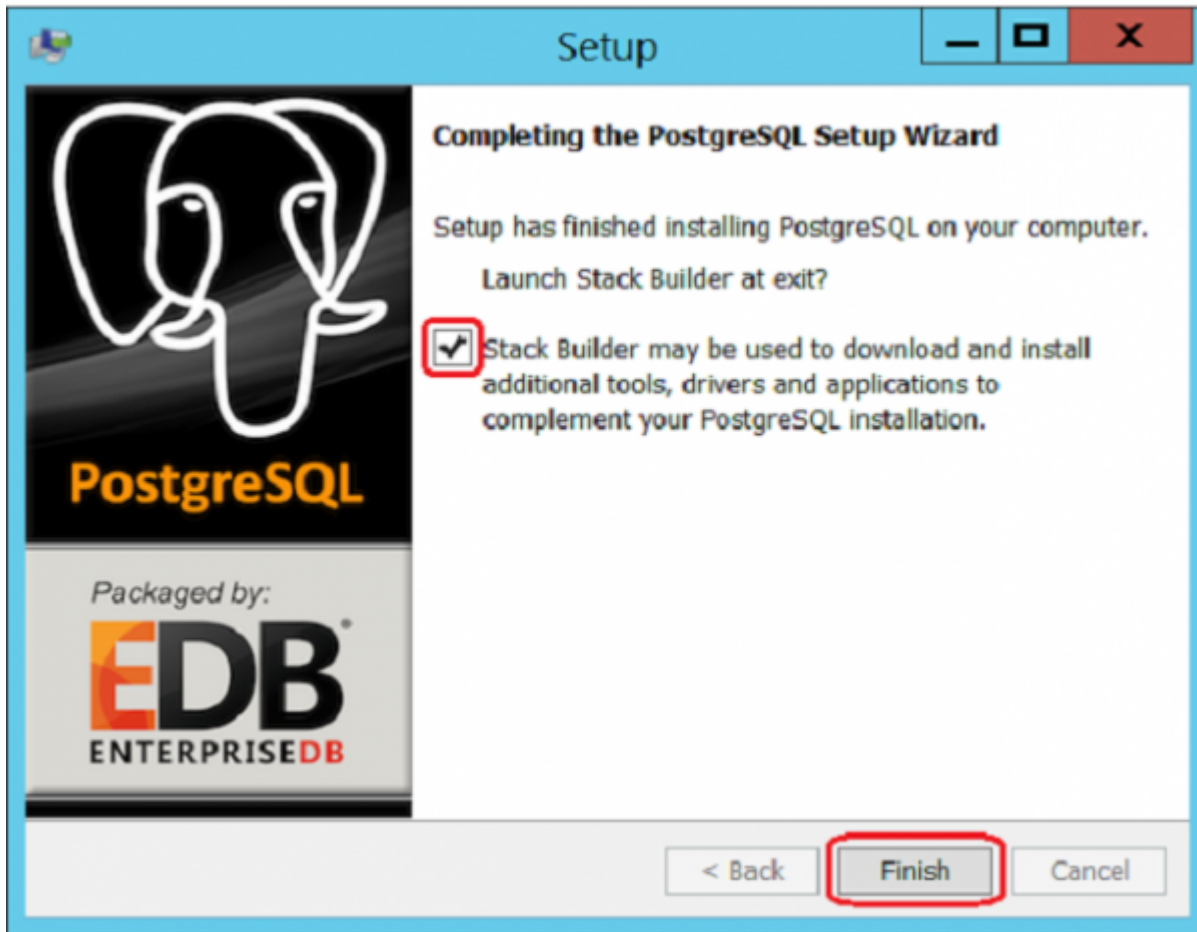 Setup
Completing the PostgreSQL Setup Wizard
Setup has finished installing PostgreSQL on your computer.
Launch Stack Builder at exit?
Stack Builder may be used to download and install
additional tools, drivers and applications to
complement your PostgreSQL installation.
PostgreSQL
Packaged by:
EDB
ENTERPRISEDB
< Back
Finish
Cancel